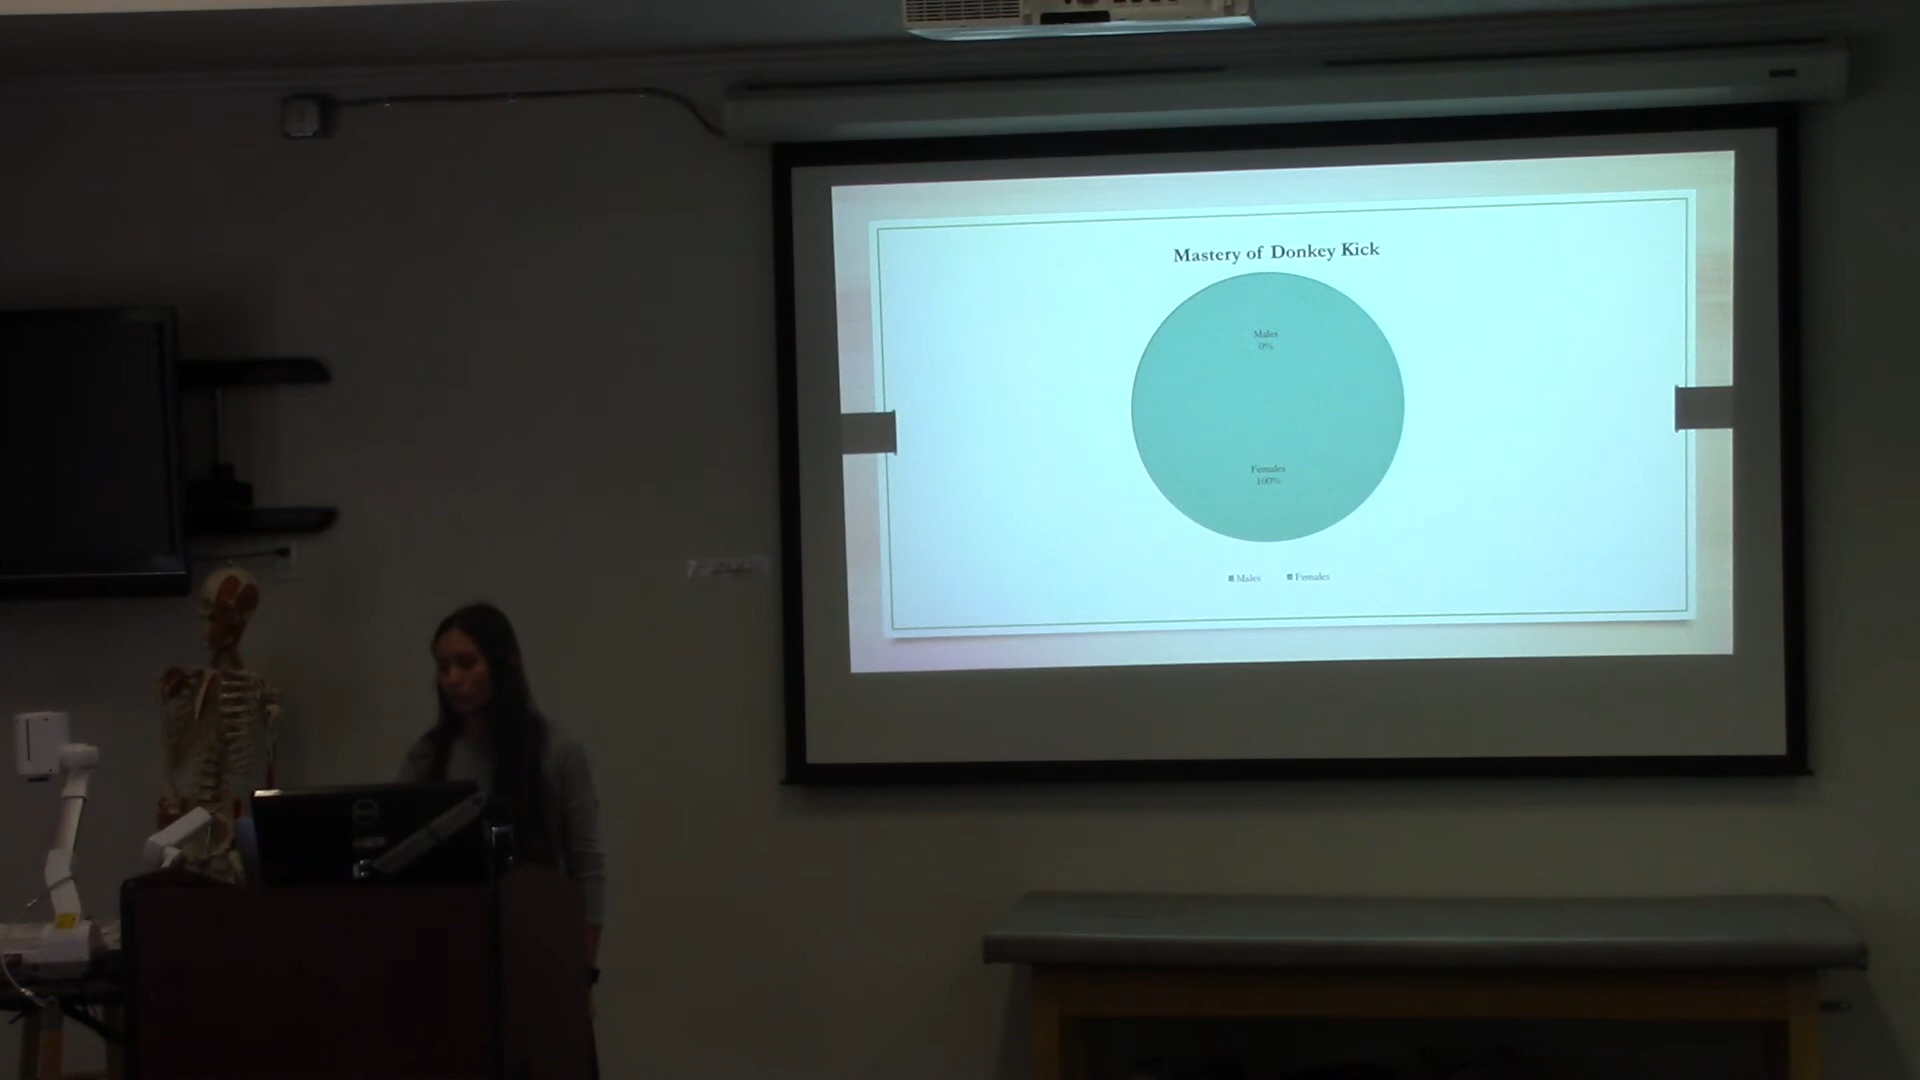 Mastery of Donkey Kick
Males
0%
Females
100%
Males Females